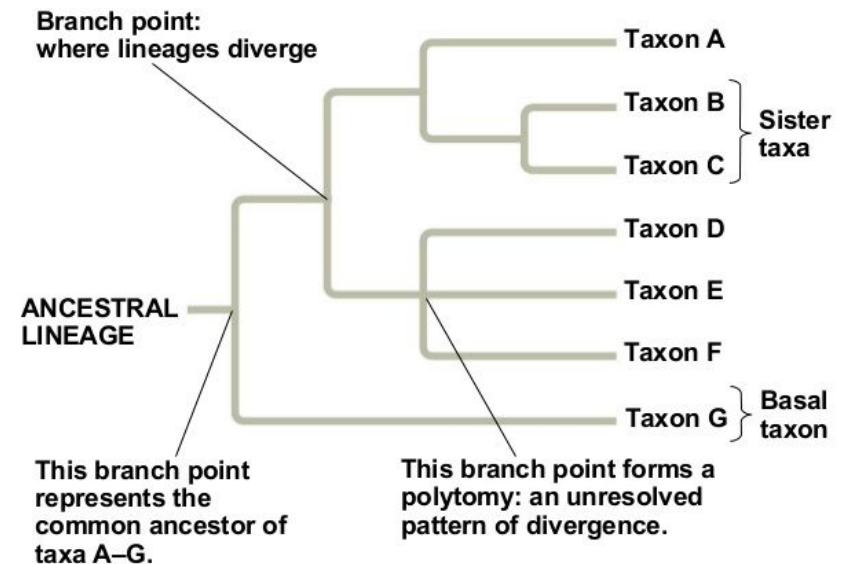 Branch point:
where lineages diverge
Taxon A
Taxon B
Taxon C
Sister
taxa
Taxon D
Taxon E
Taxon F
ANCESTRAL
LINEAGE
Taxon G
Basal
taxon
This branch point
represents the
common ancestor of
taxa A–G.
This branch point forms a
polytomy: an unresolved
pattern of divergence.